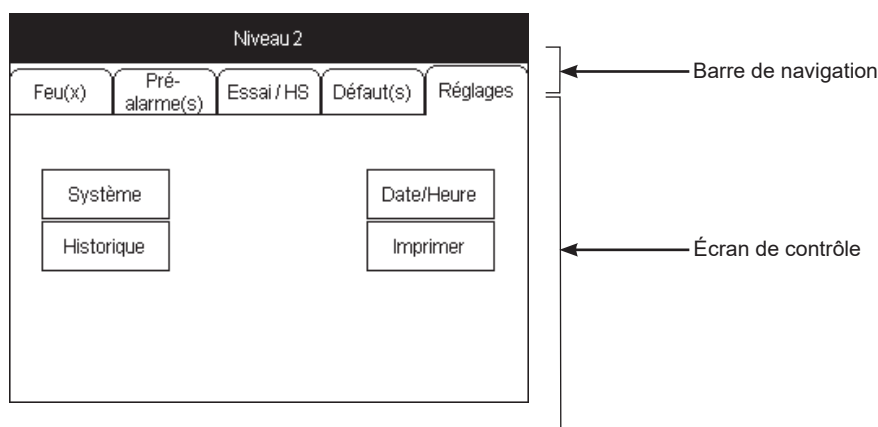 Niveau 2
Feu(x)
Pré-
alarme(s)
Essai / HS
Défaut(s)
Réglages
Barre de navigation
Système
Date/Heure
Historique
Imprimer
Écran de contrôle